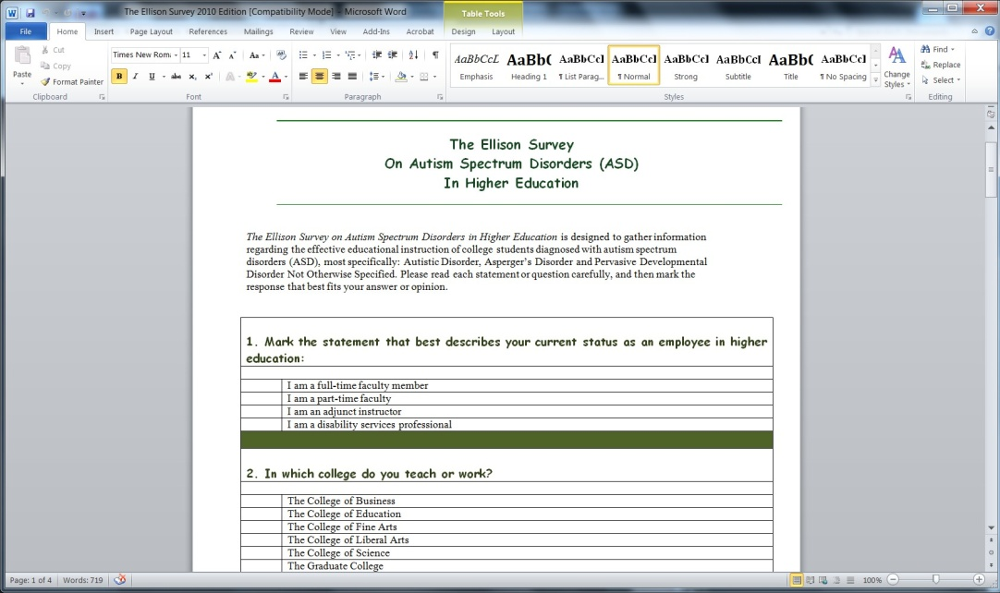 The Ellison Survey 2010 Edition [Compatibility Mode] - Microsoft Word
Table Tools
File Home Insert Page Layout References Mailings Review View Add-Ins Acrobat Design Layout
Paste
Cut
Copy
Format Painter
Clipboard
Times New Rom 11
Font
Paragraph
AaBbCcL AaBb( AaBbCcI AaBbCcI AaBbCcI AaBbCcI AaBb( AaBbCcI
Emphasis Heading 1 ¶ List Parag... ¶ Normal Strong Subtitle Title ¶ No Spacing
Change Styles
Styles
Find
Replace
Select
Editing
The Ellison Survey
On Autism Spectrum Disorders (ASD)
In Higher Education
The Ellison Survey on Autism Spectrum Disorders in Higher Education is designed to gather information
regarding the effective educational instruction of college students diagnosed with autism spectrum
disorders (ASD), most specifically: Autistic Disorder, Asperger's Disorder and Pervasive Developmental
Disorder Not Otherwise Specified. Please read each statement or question carefully, and then mark the
response that best fits your answer or opinion.
1. Mark the statement that best describes your current status as an employee in higher
education:
I am a full-time faculty member
I am a part-time faculty
I am an adjunct instructor
I am a disability services professional
2. In which college do you teach or work?
The College of Business
The College of Education
The College of Fine Arts
The College of Liberal Arts
The College of Science
The Graduate College
Page: 1 of 4 Words: 719 100%